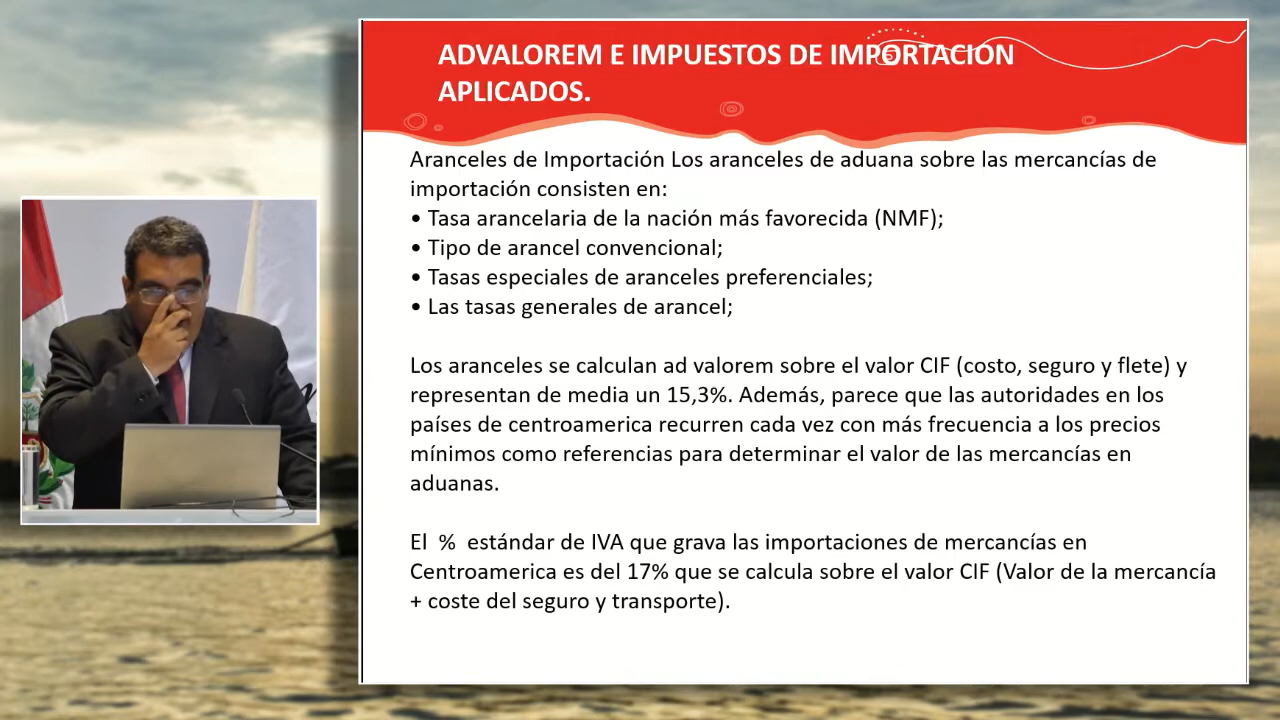 ADVALOREM E IMPUESTOS DE IMPORTACION
APLICADOS.
Aranceles de Importación Los aranceles de aduana sobre las mercancías de
importación consisten en:
• Tasa arancelaria de la nación más favorecida (NMF);
• Tipo de arancel convencional;
• Tasas especiales de aranceles preferenciales;
• Las tasas generales de arancel;
Los aranceles se calculan ad valorem sobre el valor CIF (costo, seguro y flete) y
representan de media un 15,3%. Además, parece que las autoridades en los
países de centroamerica recurren cada vez con más frecuencia a los precios
mínimos como referencias para determinar el valor de las mercancías en
aduanas.
El % estándar de IVA que grava las importaciones de mercancías en
Centroamerica es del 17% que se calcula sobre el valor CIF (Valor de la mercancía
+ coste del seguro y transporte).